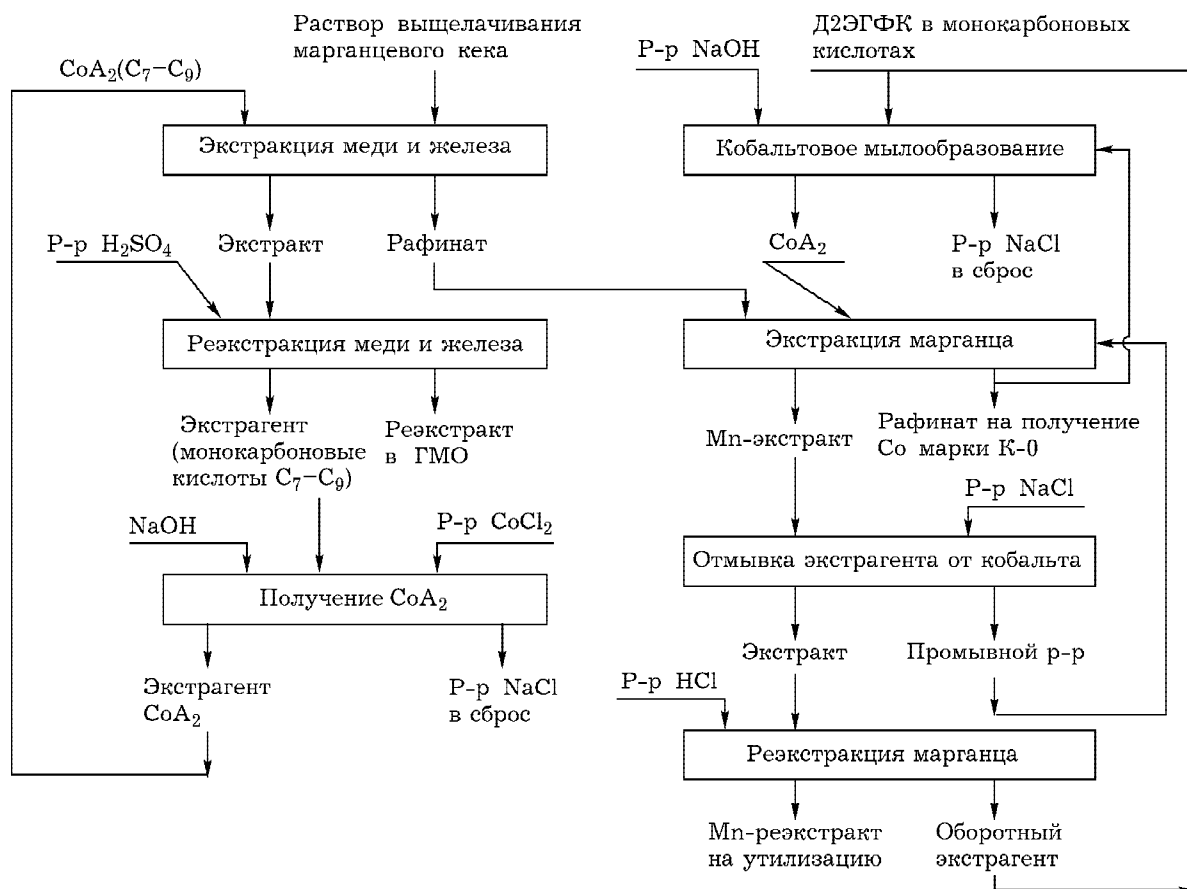 Раствор выщелачивания
марганцевого кека
CoA₂(C₇–C₉)
Экстракция меди и железа
Р-р H₂SO₄
Экстракт
Рафинат
Реэкстракция меди и железа
Экстрагент
(монокарбоновые
кислоты C₇–C₉)
Реэкстракт
в ГМО
NaOH
Р-р CoCl₂
Получение CoA₂
Экстрагент
CoA₂
Р-р NaCl
в сброс
Д2ЭГФК в монокарбоновых
кислотах
Р-р NaOH
Кобальтовое мылообразование
CoA₂
Р-р NaCl
в сброс
Экстракция марганца
Mn-экстракт
Рафинат на получение
Со марки К-0
Р-р NaCl
Отмывка экстрагента от кобальта
Экстракт
Промывной р-р
Р-р HCl
Реэкстракция марганца
Mn-реэкстракт
на утилизацию
Оборотный
экстрагент